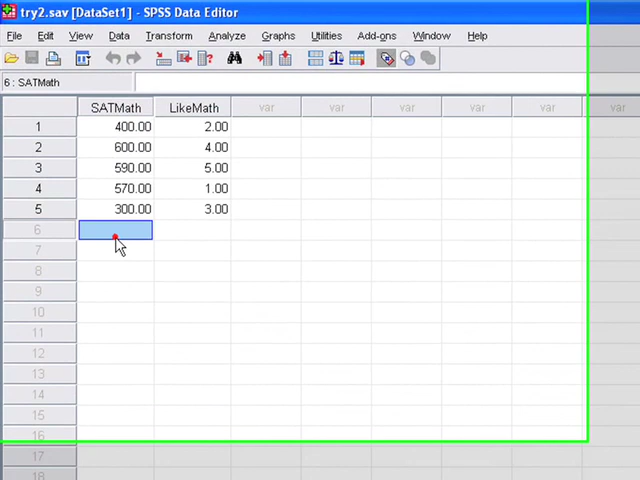 try2.sav [DataSet1] - SPSS Data Editor
File Edit View Data Transform Analyze Graphs Utilities Add-ons Window Help
6 : SATMath
SATMath LikeMath var var var var var
1 400.00 2.00
2 600.00 4.00
3 590.00 5.00
4 570.00 1.00
5 300.00 3.00
6
7
8
9
10
11
12
13
14
15
16
17
18